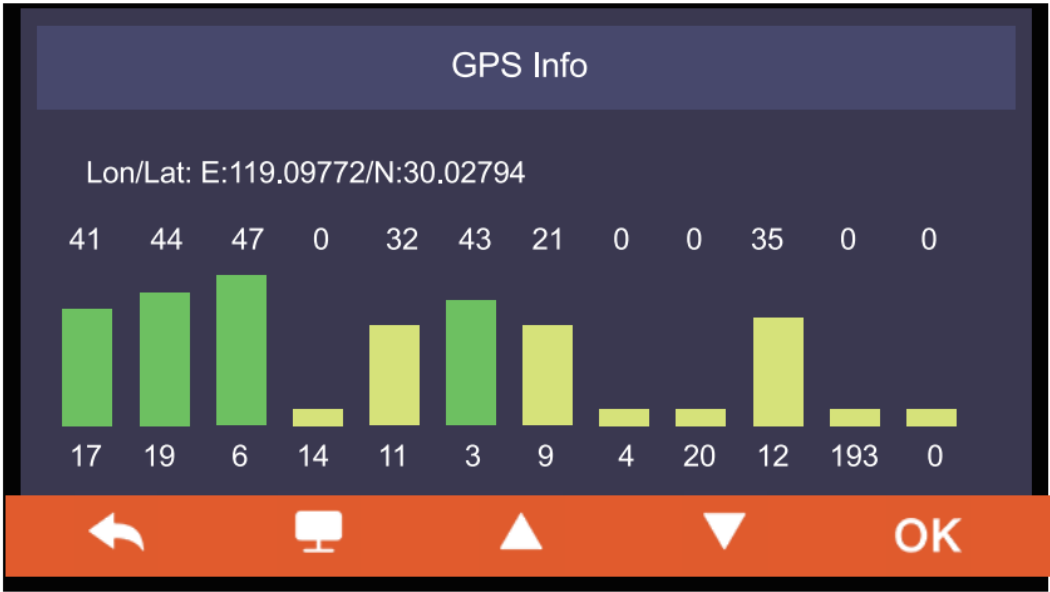 GPS Info
Lon/Lat: E:119.09772/N:30.02794
41 44 47 0 32 43 21 0 0 35 0 0
17 19 6 14 11 3 9 4 20 12 193 0
OK